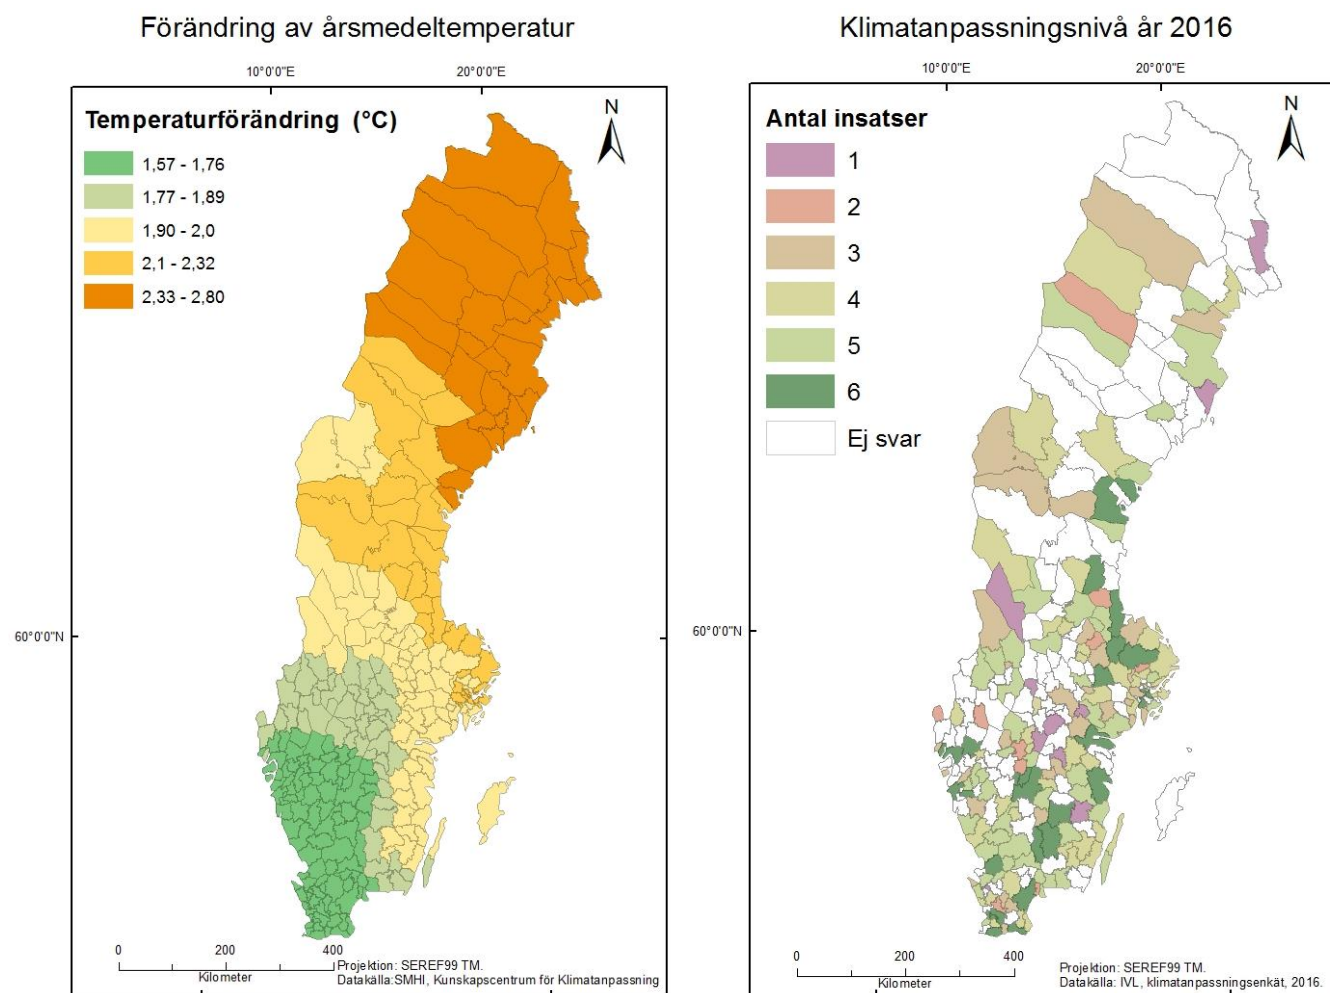 Förändring av årsmedeltemperatur
10°0'0"E
20°0'0"E
N
Temperaturförändring (°C)
1,57 - 1,76
1,77 - 1,89
1,90 - 2,0
2,1 - 2,32
2,33 - 2,80
60°0'0"N
0
200
400
Kilometer
Projektion: SEREF99 TM.
Datakälla:SMHI, Kunskapscentrum för Klimatanpassning
Klimatanpassningsnivå år 2016
10°0'0"E
20°0'0"E
N
Antal insatser
1
2
3
4
5
6
Ej svar
60°0'0"N
0
200
400
Kilometer
Projektion: SEREF99 TM.
Datakälla: IVL, klimatanpassningsenkät, 2016.